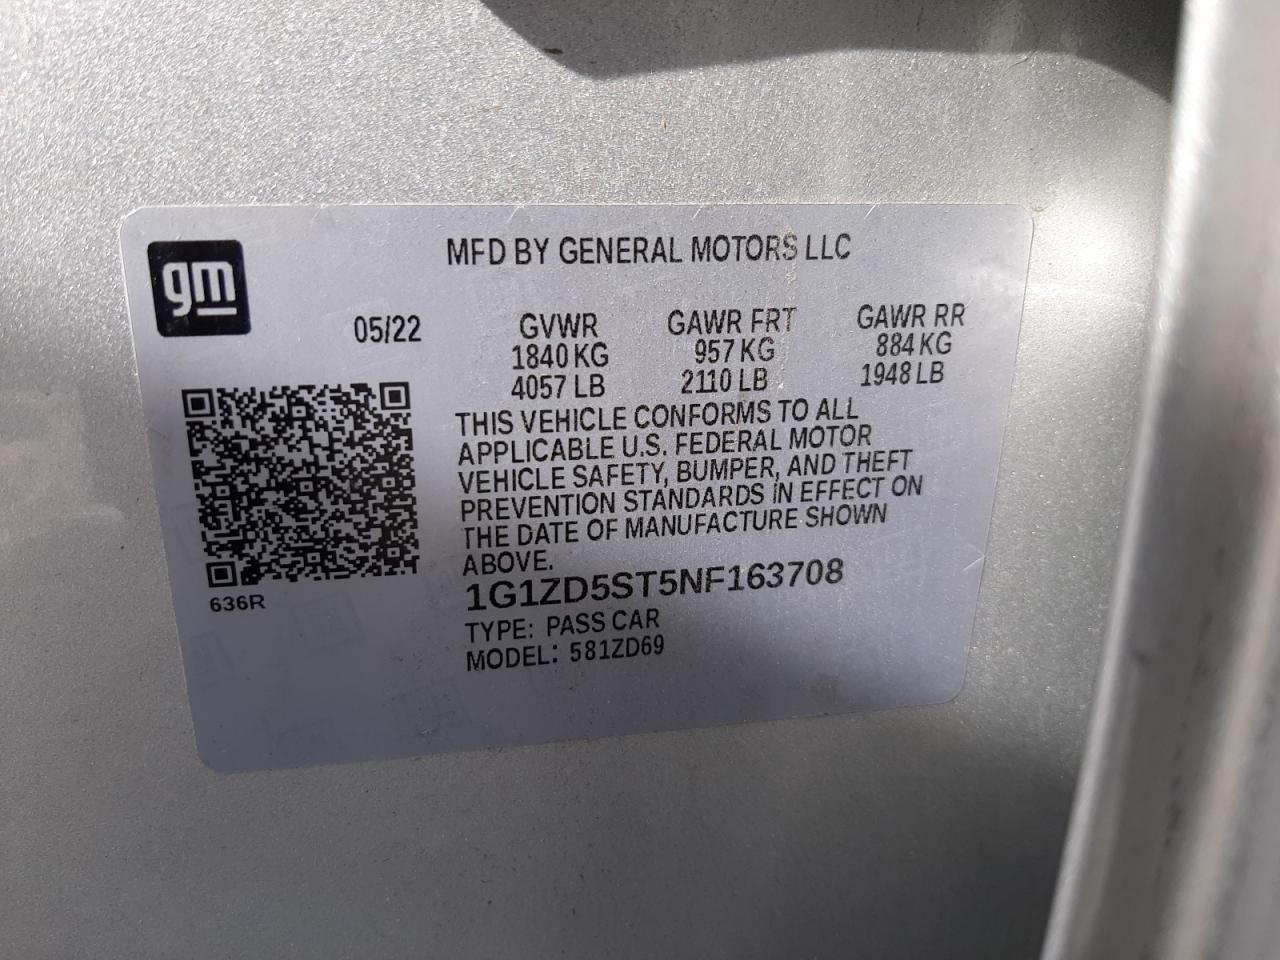 gm
MFD BY GENERAL MOTORS LLC
05/22 GVWR GAWR FRT GAWR RR
1840 KG 957 KG 884 KG
4057 LB 2110 LB 1948 LB
THIS VEHICLE CONFORMS TO ALL
APPLICABLE U.S. FEDERAL MOTOR
VEHICLE SAFETY, BUMPER, AND THEFT
PREVENTION STANDARDS IN EFFECT ON
THE DATE OF MANUFACTURE SHOWN
ABOVE.
636R
1G1ZD5ST5NF163708
TYPE: PASS CAR
MODEL: 581ZD69